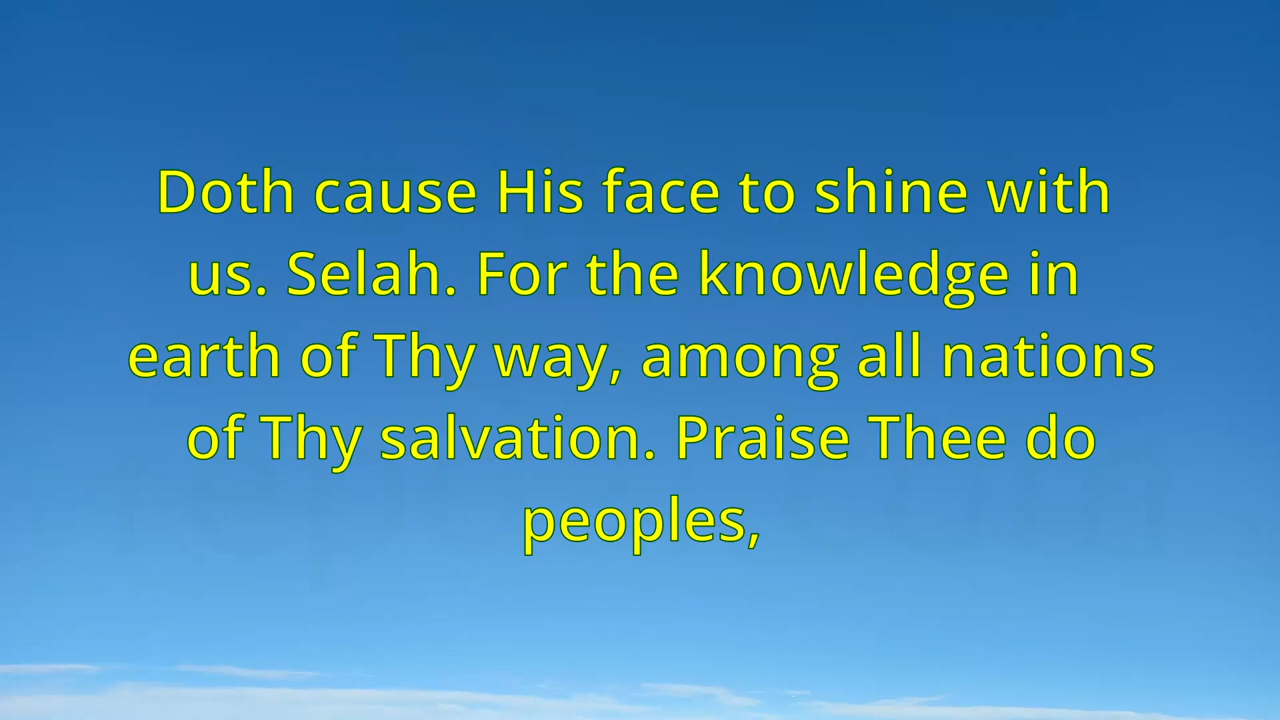 Doth cause His face to shine with
us. Selah. For the knowledge in
earth of Thy way, among all nations
of Thy salvation. Praise Thee do
peoples,